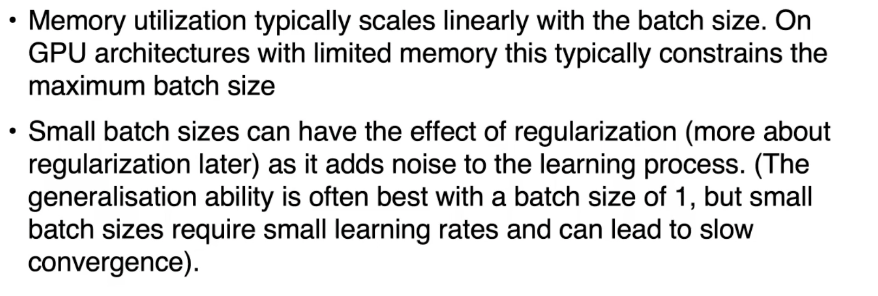 • Memory utilization typically scales linearly with the batch size. On
GPU architectures with limited memory this typically constrains the
maximum batch size
• Small batch sizes can have the effect of regularization (more about
regularization later) as it adds noise to the learning process. (The
generalisation ability is often best with a batch size of 1, but small
batch sizes require small learning rates and can lead to slow
convergence).